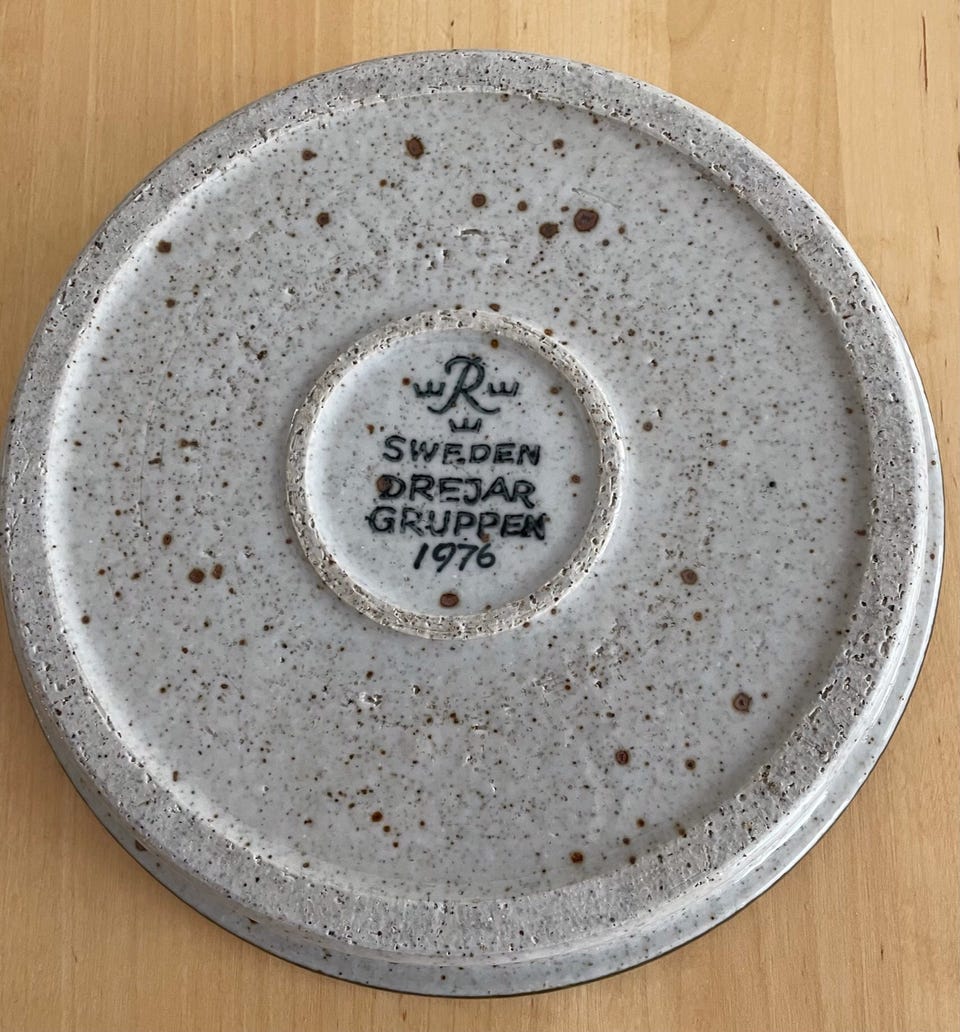 R
SWEDEN
DREJAR
GRUPPEN
1976